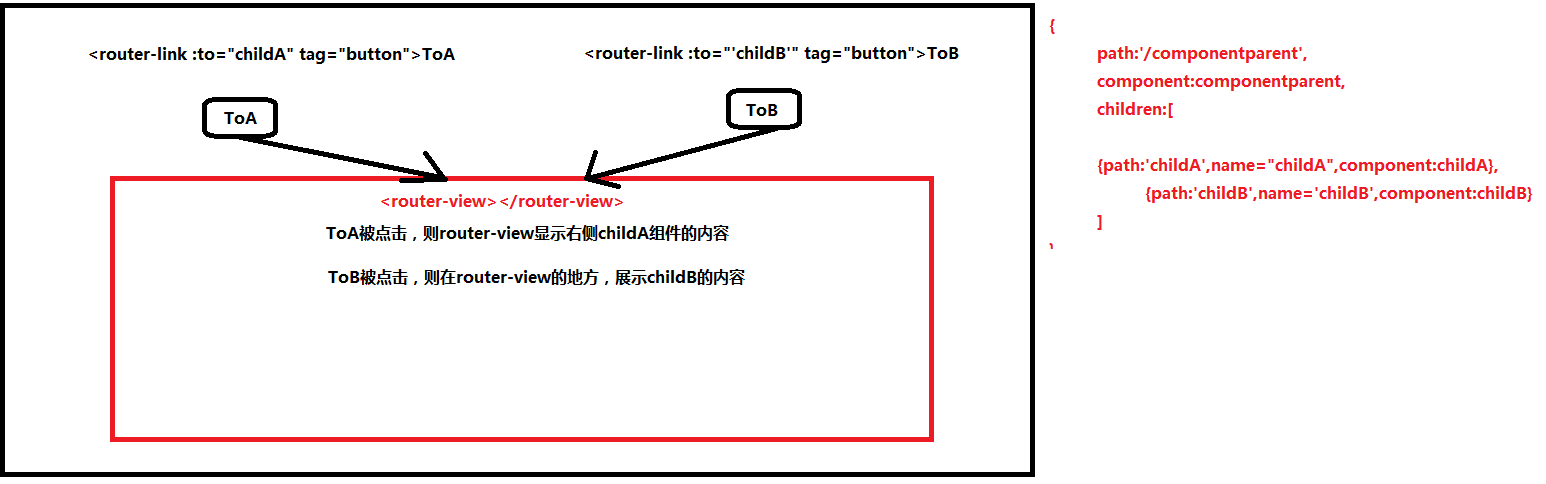 <router-link :to="childA" tag="button">ToA
<router-link :to="'childB'" tag="button">ToB
ToA
ToB
<router-view></router-view>
ToA被点击，则router-view显示右侧childA组件的内容
ToB被点击，则在router-view的地方，展示childB的内容
{
path:'/componentparent',
component:componentparent,
children:[
{path:'childA',name="childA",component:childA},
{path:'childB',name='childB',component:childB}
]